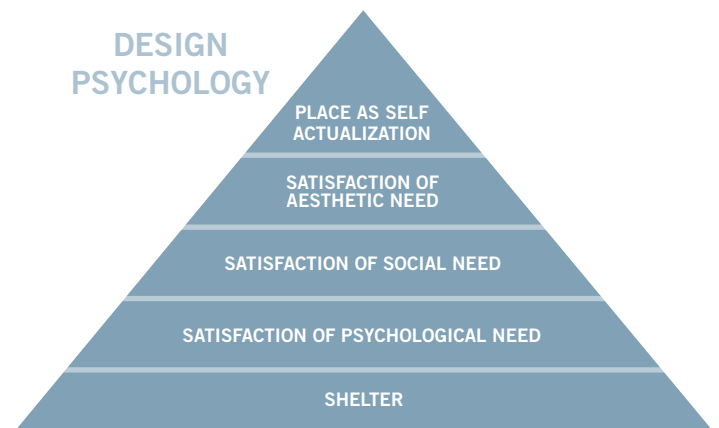 DESIGN
PSYCHOLOGY
PLACE AS SELF
ACTUALIZATION
SATISFACTION OF
AESTHETIC NEED
SATISFACTION OF SOCIAL NEED
SATISFACTION OF PSYCHOLOGICAL NEED
SHELTER